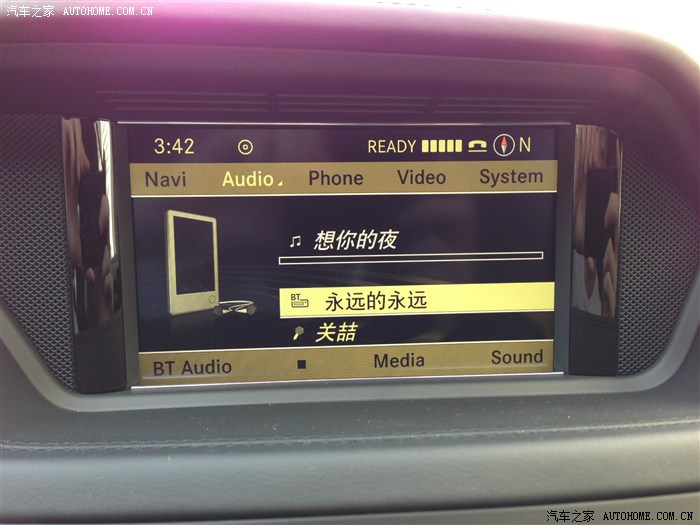 汽车之家 AUTOHOME.COM.CN
3:42 READY N
Navi Audio Phone Video System
想你的夜
BT 永远的永远
关喆
BT Audio Media Sound
汽车之家 AUTOHOME.COM.CN